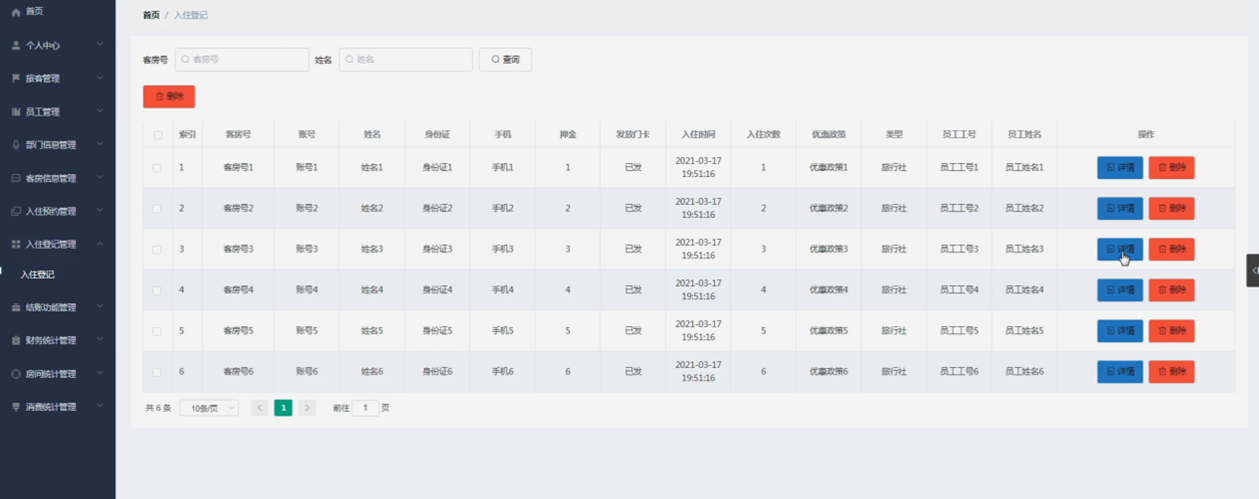 首页
个人中心
旅客管理
员工管理
部门信息管理
客房信息管理
入住预约管理
入住登记管理
入住登记
结账功能管理
财务统计管理
房间统计管理
消费统计管理
首页 / 入住登记
客房号 客房号 姓名 姓名 查询
删除
索引 客房号 账号 姓名 身份证 手机 押金 发放门卡 入住时间 入住次数 优惠政策 类型 员工工号 员工姓名 操作
1 客房号1 账号1 姓名1 身份证1 手机1 1 已发 2021-03-17 19:51:16 1 优惠政策1 旅行社 员工工号1 员工姓名1 详情 删除
2 客房号2 账号2 姓名2 身份证2 手机2 2 已发 2021-03-17 19:51:16 2 优惠政策2 旅行社 员工工号2 员工姓名2 详情 删除
3 客房号3 账号3 姓名3 身份证3 手机3 3 已发 2021-03-17 19:51:16 3 优惠政策3 旅行社 员工工号3 员工姓名3 详情 删除
4 客房号4 账号4 姓名4 身份证4 手机4 4 已发 2021-03-17 19:51:16 4 优惠政策4 旅行社 员工工号4 员工姓名4 详情 删除
5 客房号5 账号5 姓名5 身份证5 手机5 5 已发 2021-03-17 19:51:16 5 优惠政策5 旅行社 员工工号5 员工姓名5 详情 删除
6 客房号6 账号6 姓名6 身份证6 手机6 6 已发 2021-03-17 19:51:16 6 优惠政策6 旅行社 员工工号6 员工姓名6 详情 删除
共 6 条 10条/页 1 前往 1 页